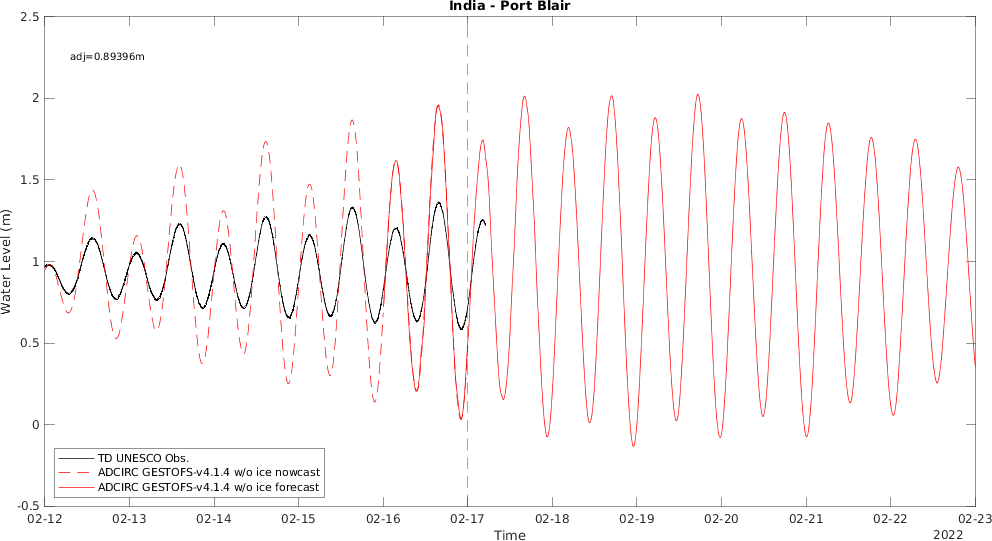 India - Port Blair
adj=0.89396m
2.5
2
1.5
1
0.5
0
-0.5
Water Level (m)
TD UNESCO Obs.
ADCIRC GESTOFS-v4.1.4 w/o ice nowcast
ADCIRC GESTOFS-v4.1.4 w/o ice forecast
02-12 02-13 02-14 02-15 02-16 02-17 02-18 02-19 02-20 02-21 02-22 02-23
Time
2022